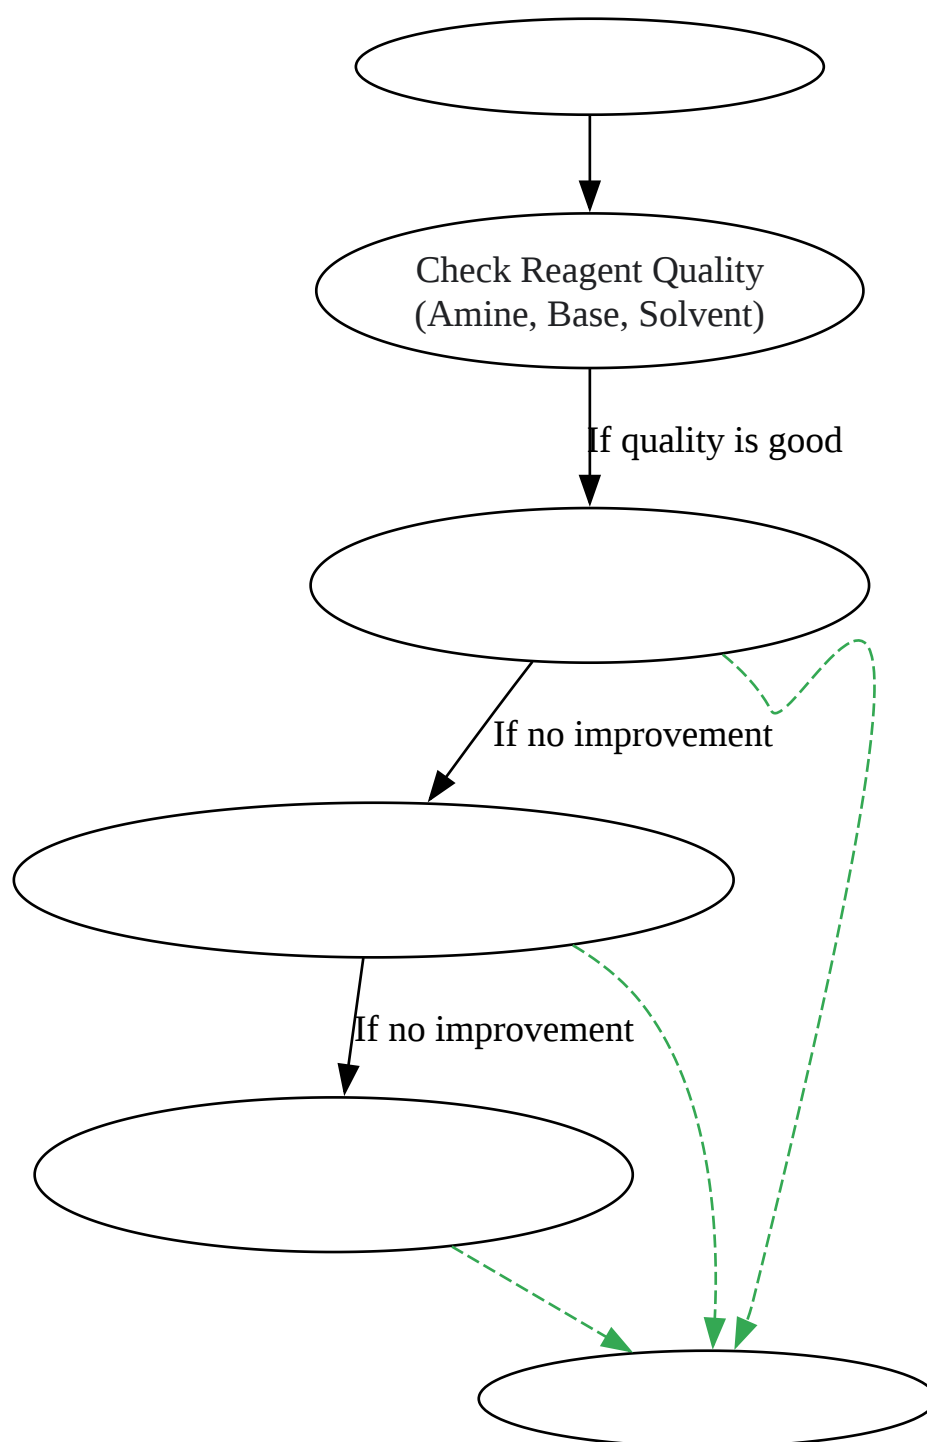 Check Reagent Quality
(Amine, Base, Solvent)
If quality is good
If no improvement
If no improvement